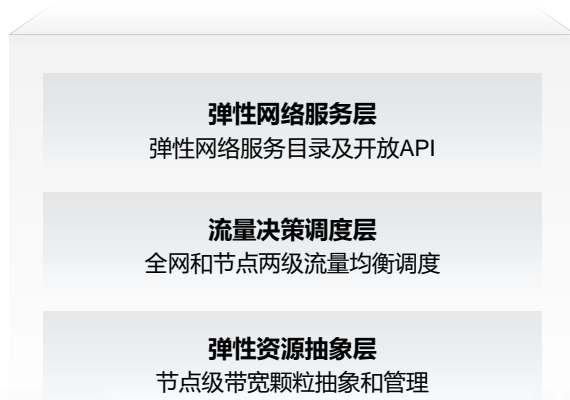 弹性网络服务层
弹性网络服务目录及开放API
流量决策调度层
全网和节点两级流量均衡调度
弹性资源抽象层
节点级带宽颗粒抽象和管理